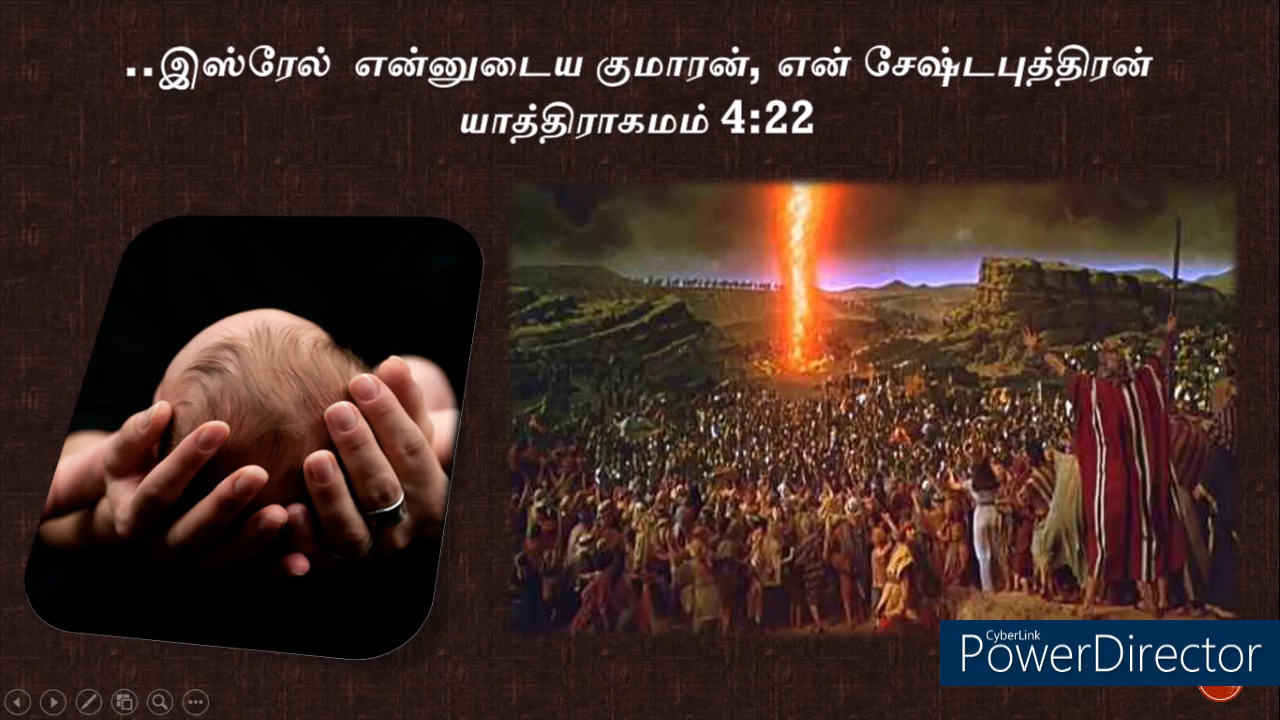 ..இஸ்ரேல் என்னுடைய குமாரன், என் சேஷ்டபுத்திரன்
யாத்திராகமம் 4:22
CyberLink
PowerDirector